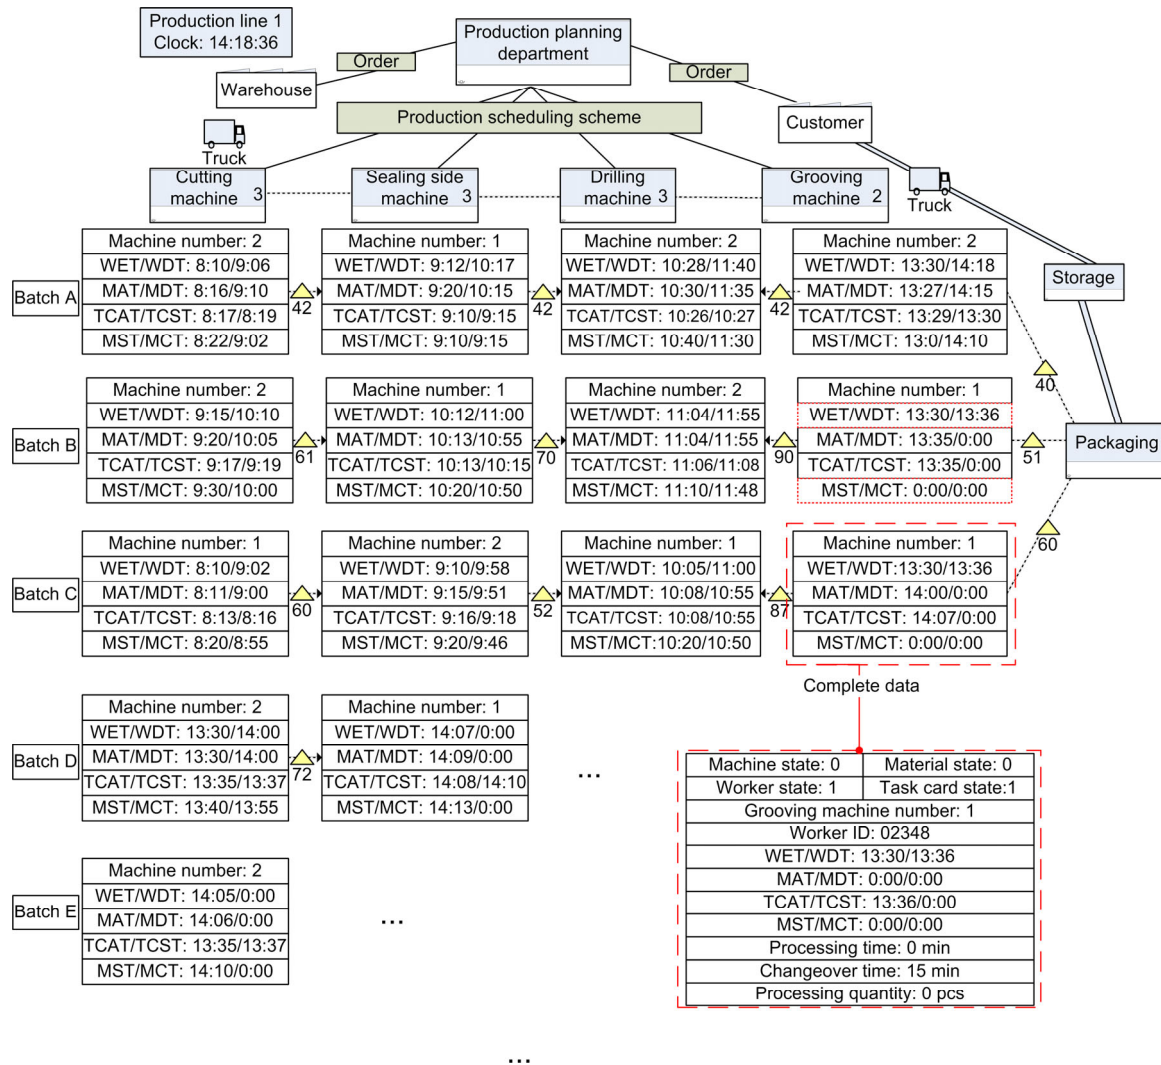 Production line 1
Clock: 14:18:36
Production planning
department
Order
Order
Warehouse
Production scheduling scheme
Customer
Truck
Cutting
machine 3
Sealing side
machine 3
Drilling
machine 3
Grooving
machine 2
Truck
Storage
Packaging
Batch A
Machine number: 2
WET/WDT: 8:10/9:06
MAT/MDT: 8:16/9:10
TCAT/TCST: 8:17/8:19
MST/MCT: 8:22/9:02
42
Machine number: 1
WET/WDT: 9:12/10:17
MAT/MDT: 9:20/10:15
TCAT/TCST: 9:10/9:15
MST/MCT: 9:10/9:15
42
Machine number: 2
WET/WDT: 10:28/11:40
MAT/MDT: 10:30/11:35
TCAT/TCST: 10:26/10:27
MST/MCT: 10:40/11:30
42
Machine number: 2
WET/WDT: 13:30/14:18
MAT/MDT: 13:27/14:15
TCAT/TCST: 13:29/13:30
MST/MCT: 13:0/14:10
40
Batch B
Machine number: 2
WET/WDT: 9:15/10:10
MAT/MDT: 9:20/10:05
TCAT/TCST: 9:17/9:19
MST/MCT: 9:30/10:00
61
Machine number: 1
WET/WDT: 10:12/11:00
MAT/MDT: 10:13/10:55
TCAT/TCST: 10:13/10:15
MST/MCT: 10:20/10:50
70
Machine number: 2
WET/WDT: 11:04/11:55
MAT/MDT: 11:04/11:55
TCAT/TCST: 11:06/11:08
MST/MCT: 11:10/11:48
90
Machine number: 1
WET/WDT: 13:30/13:36
MAT/MDT: 13:35/0:00
TCAT/TCST: 13:35/0:00
MST/MCT: 0:00/0:00
51
Batch C
Machine number: 1
WET/WDT: 8:10/9:02
MAT/MDT: 8:11/9:00
TCAT/TCST: 8:13/8:16
MST/MCT: 8:20/8:55
60
Machine number: 2
WET/WDT: 9:10/9:58
MAT/MDT: 9:15/9:51
TCAT/TCST: 9:16/9:18
MST/MCT: 9:20/9:46
52
Machine number: 1
WET/WDT: 10:05/11:00
MAT/MDT: 10:08/10:55
TCAT/TCST: 10:08/10:55
MST/MCT:10:20/10:50
87
Machine number: 1
WET/WDT:13:30/13:36
MAT/MDT: 14:00/0:00
TCAT/TCST: 14:07/0:00
MST/MCT: 0:00/0:00
60
Complete data
Batch D
Machine number: 2
WET/WDT: 13:30/14:00
MAT/MDT: 13:30/14:00
TCAT/TCST: 13:35/13:37
MST/MCT: 13:40/13:55
72
Machine number: 1
WET/WDT: 14:07/0:00
MAT/MDT: 14:09/0:00
TCAT/TCST: 14:08/14:10
MST/MCT: 14:13/0:00
...
Machine state: 0
Material state: 0
Worker state: 1
Task card state:1
Grooving machine number: 1
Worker ID: 02348
WET/WDT: 13:30/13:36
MAT/MDT: 0:00/0:00
TCAT/TCST: 13:36/0:00
MST/MCT: 0:00/0:00
Processing time: 0 min
Changeover time: 15 min
Processing quantity: 0 pcs
Batch E
Machine number: 2
WET/WDT: 14:05/0:00
MAT/MDT: 14:06/0:00
TCAT/TCST: 13:35/13:37
MST/MCT: 14:10/0:00
...
...